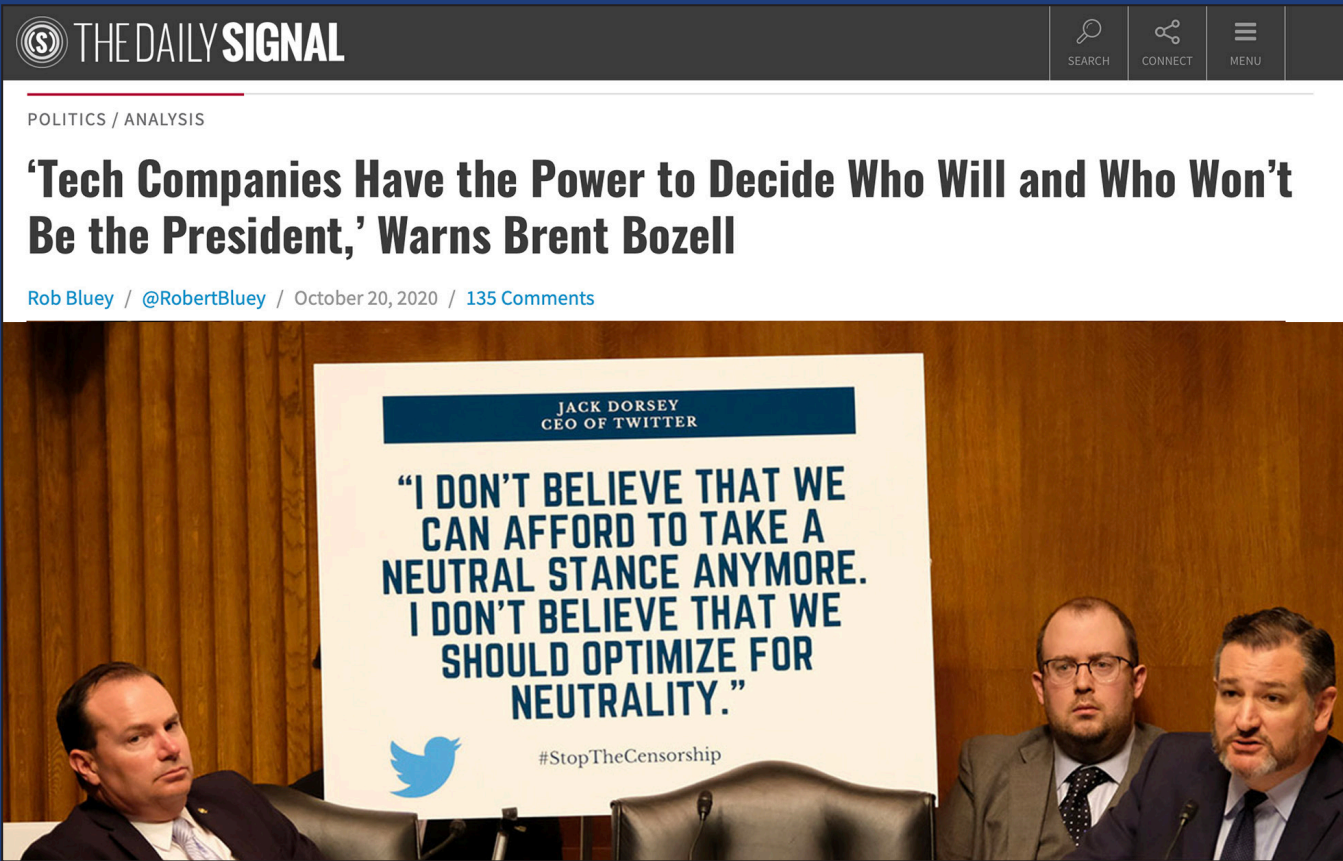 THE DAILY SIGNAL
SEARCH
CONNECT
MENU
POLITICS / ANALYSIS
‘Tech Companies Have the Power to Decide Who Will and Who Won’t
Be the President,’ Warns Brent Bozell
Rob Bluey / @RobertBluey / October 20, 2020 / 135 Comments
JACK DORSEY
CEO OF TWITTER
“I DON’T BELIEVE THAT WE
CAN AFFORD TO TAKE A
NEUTRAL STANCE ANYMORE.
I DON’T BELIEVE THAT WE
SHOULD OPTIMIZE FOR
NEUTRALITY.”
#StopTheCensorship